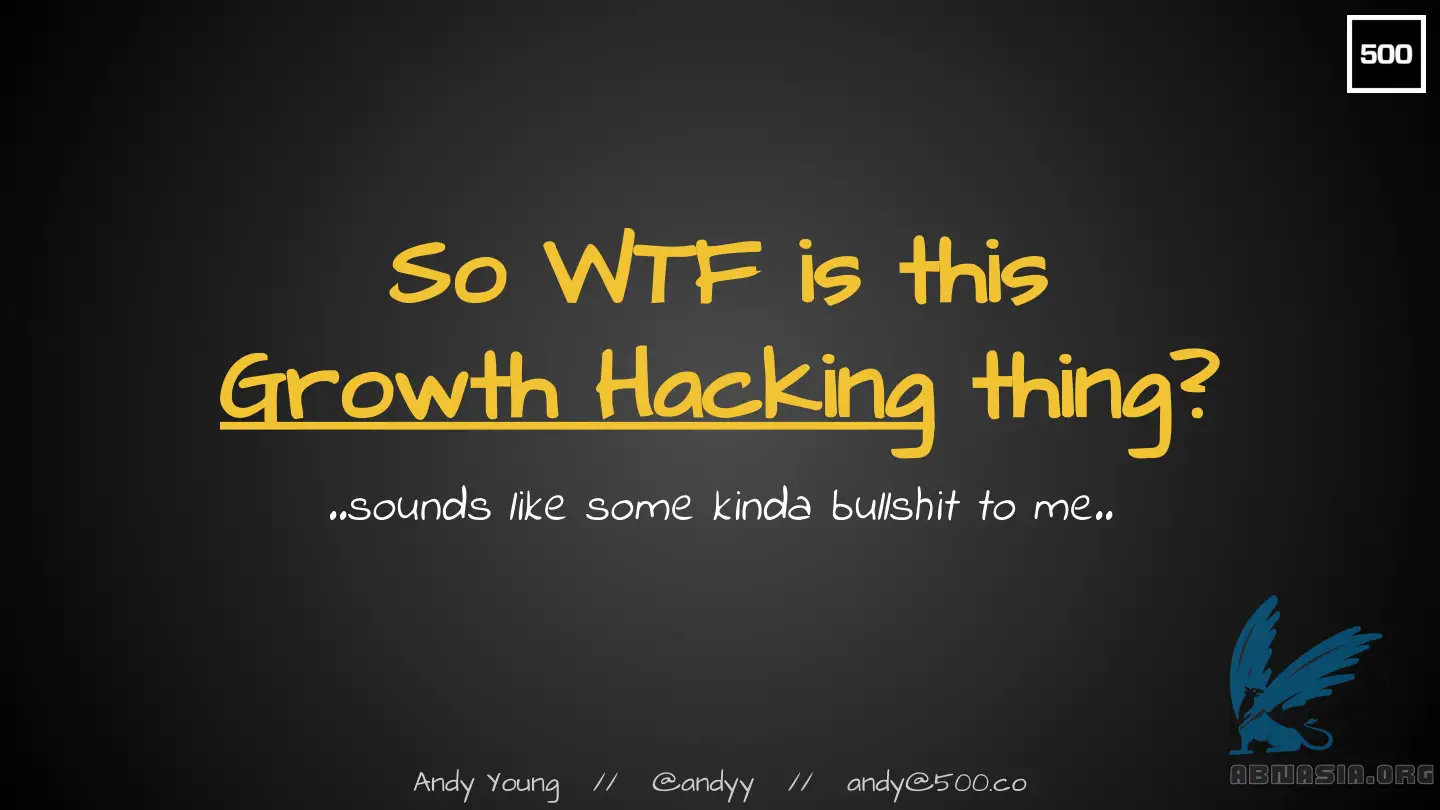 500
So WTF is this
Growth Hacking thing?
..sounds like some kinda bullshit to me..
Andy Young // @andyy // andy@500.co
ABNASIA.ORG